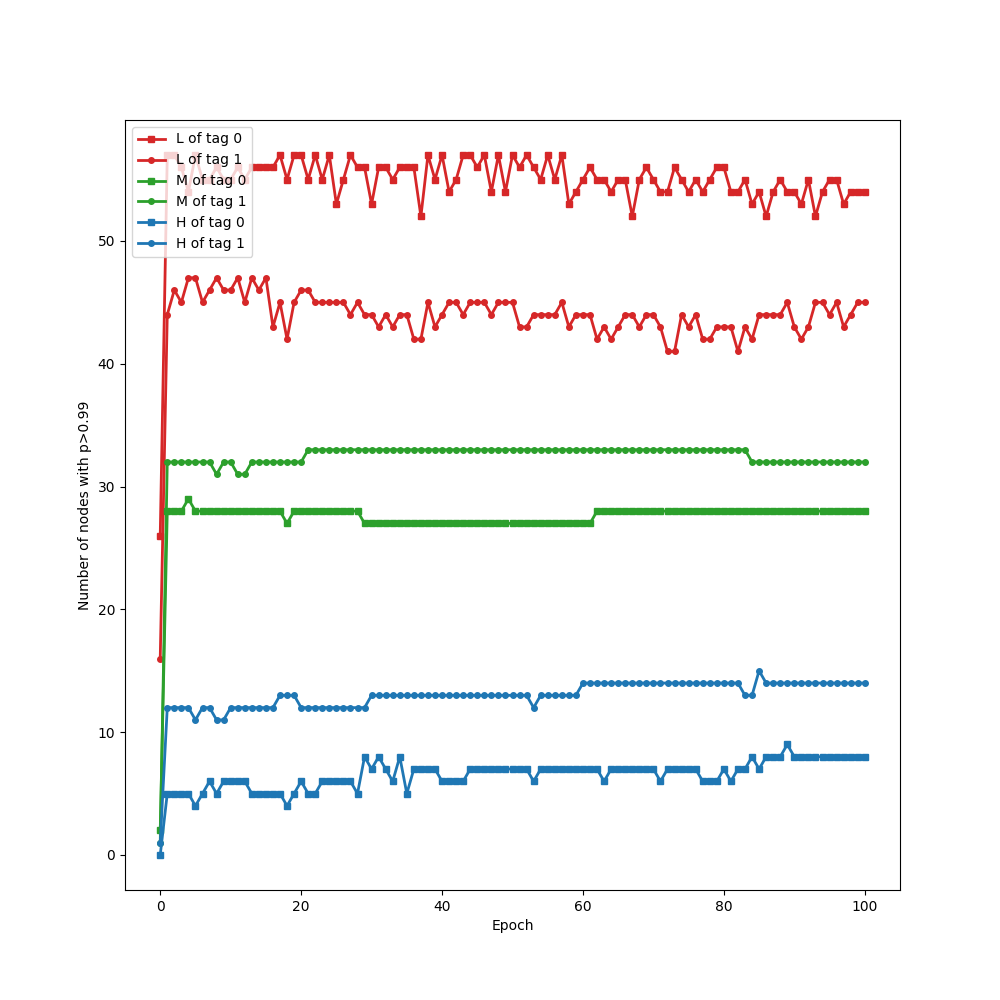 L of tag 0
L of tag 1
M of tag 0
M of tag 1
H of tag 0
H of tag 1
50
40
30
20
10
0
Number of nodes with p>0.99
0 20 40 60 80 100
Epoch